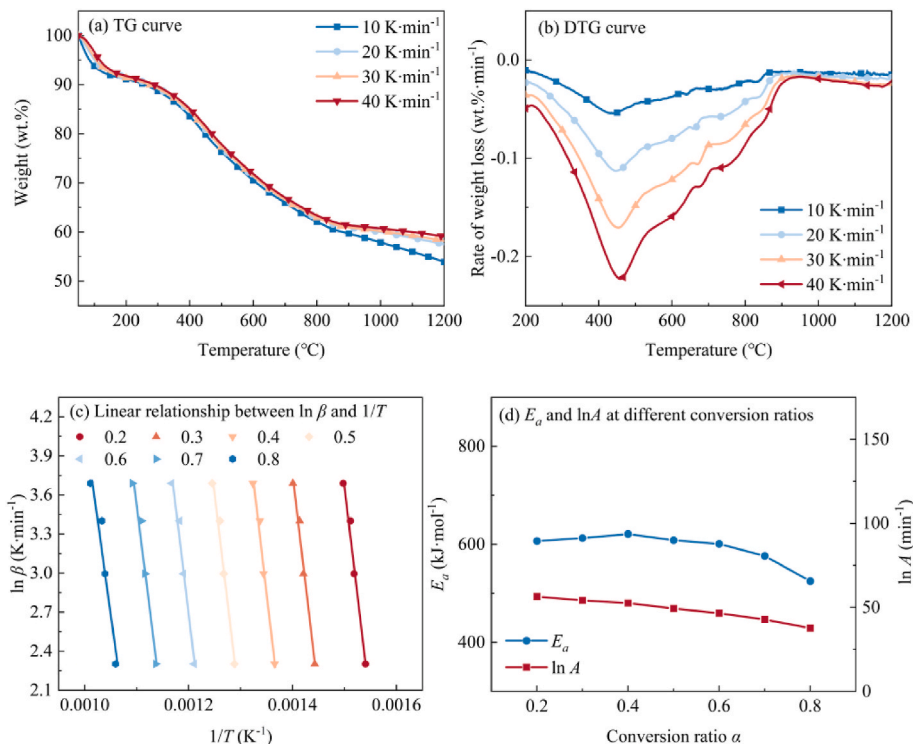 (a) TG curve
10 K·min⁻¹
20 K·min⁻¹
30 K·min⁻¹
40 K·min⁻¹
100
90
80
70
60
50
200 400 600 800 1000 1200
Weight (wt.%)
Temperature (°C)
(b) DTG curve
0.0
-0.1
-0.2
10 K·min⁻¹
20 K·min⁻¹
30 K·min⁻¹
40 K·min⁻¹
200 400 600 800 1000 1200
Rate of weight loss (wt.%·min⁻¹)
Temperature (°C)
(c) Linear relationship between ln β and 1/T
0.2 0.3 0.4 0.5
0.6 0.7 0.8
4.2
3.9
3.6
3.3
3.0
2.7
2.4
2.1
0.0010 0.0012 0.0014 0.0016
ln β (K·min⁻¹)
1/T (K⁻¹)
(d) Eₐ and lnA at different conversion ratios
800
600
400
150
100
50
0
Eₐ
ln A
0.2 0.4 0.6 0.8
Eₐ (kJ·mol⁻¹)
ln A (min⁻¹)
Conversion ratio α